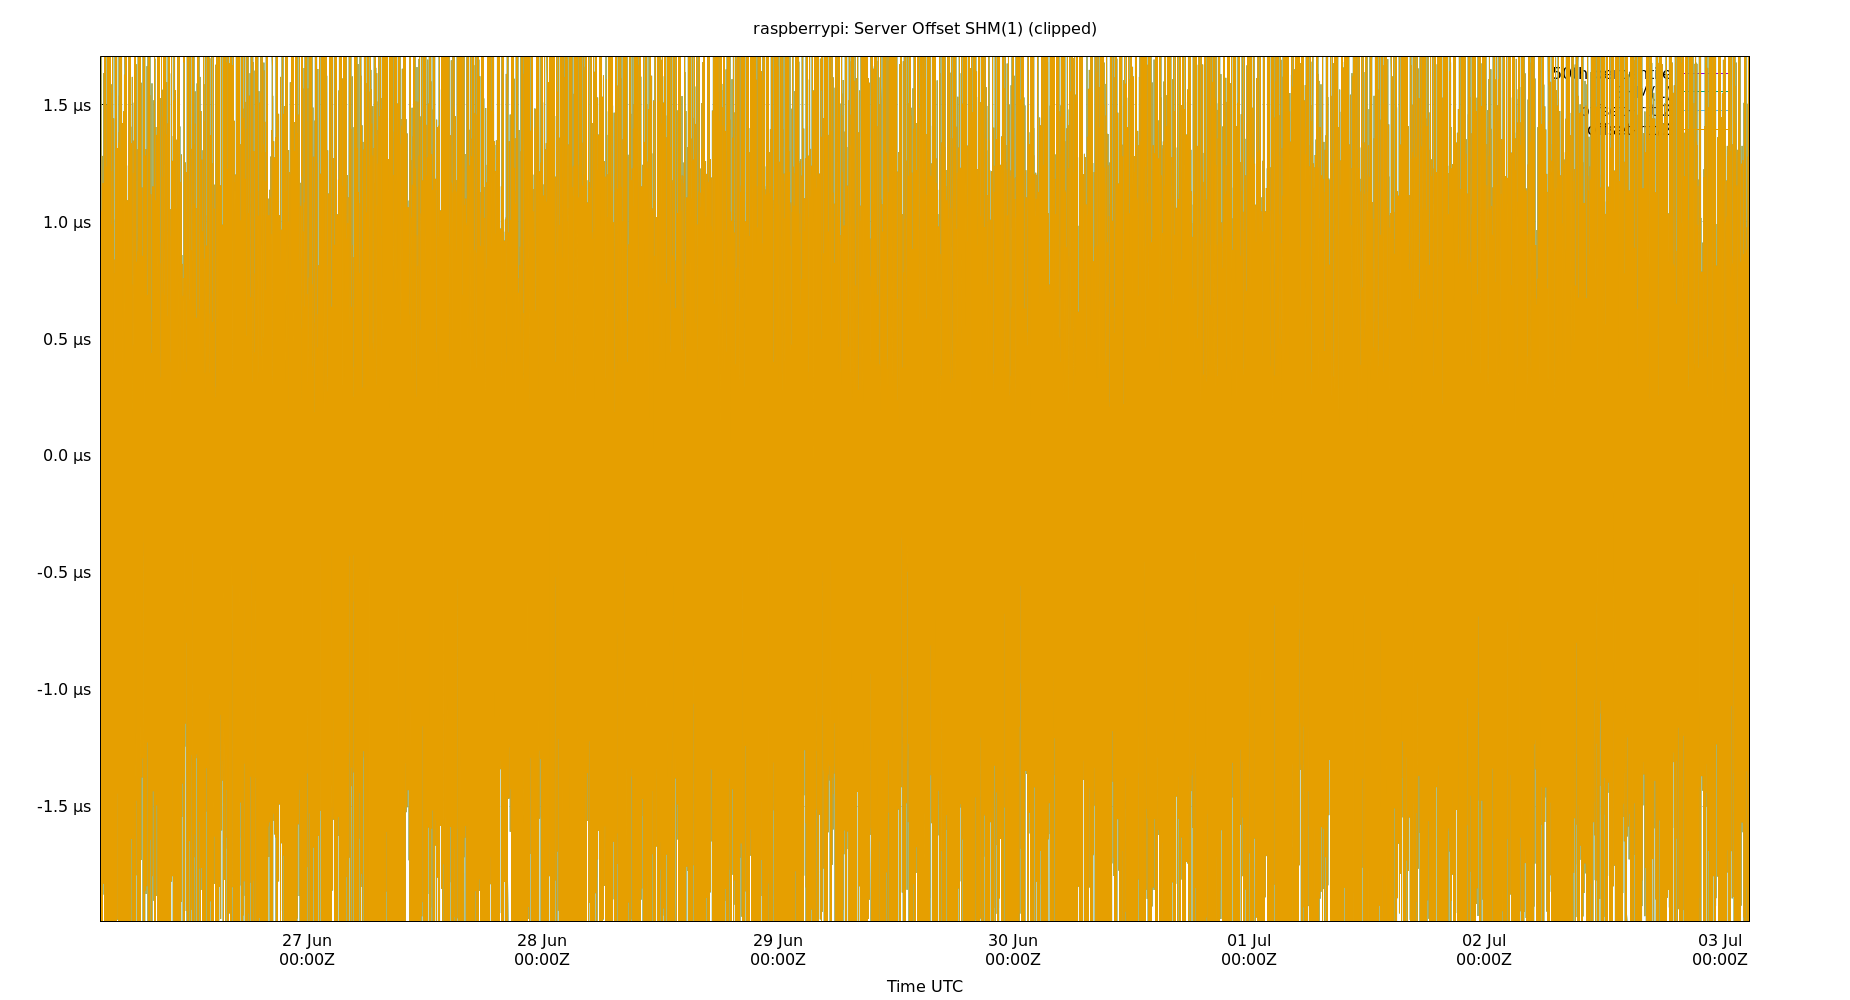 raspberrypi: Server Offset SHM(1) (clipped)
1.5 µs
1.0 µs
0.5 µs
0.0 µs
-0.5 µs
-1.0 µs
-1.5 µs
27 Jun 28 Jun 29 Jun 30 Jun 01 Jul 02 Jul 03 Jul
00:00Z 00:00Z 00:00Z 00:00Z 00:00Z 00:00Z 00:00Z
Time UTC